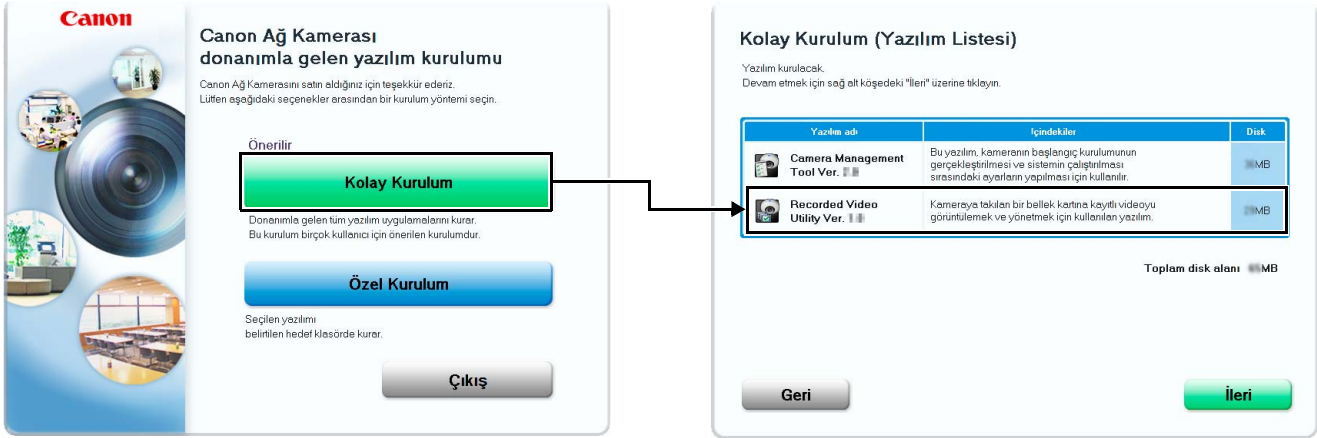 Canon
Canon Ağ Kamerası
donanımla gelen yazılım kurulumu
Canon Ağ Kamerasını satın aldığınız için teşekkür ederiz.
Lütfen aşağıdaki seçenekler arasından bir kurulum yöntemi seçin.
Önerilir
Kolay Kurulum
Donanımla gelen tüm yazılım uygulamalarını kurar.
Bu kurulum birçok kullanıcı için önerilen kurulumdur.
Özel Kurulum
Seçilen yazılımı
belirtilen hedef klasörde kurar.
Çıkış
Kolay Kurulum (Yazılım Listesi)
Yazılım kurulacak.
Devam etmek için sağ alt köşedeki "İleri" üzerine tıklayın.
Yazılım adı İçindekiler Disk
Camera Management
Tool Ver.
Bu yazılım, kameranın başlangıç kurulumunun
gerçekleştirilmesi ve sistemin çalıştırılması
sırasındaki ayarların yapılması için kullanılır.
MB
Recorded Video
Utility Ver.
Kameraya takılan bir bellek kartına kayıtlı videoyu
görüntülemek ve yönetmek için kullanılan yazılım.
MB
Toplam disk alanı MB
Geri
İleri